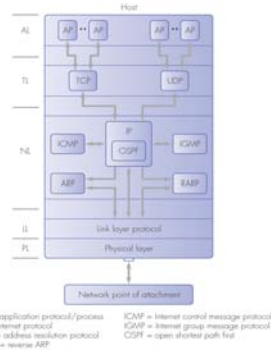 Host
AL
AP •• AP
AP •• AP
TL
TCP
UDP
NL
IP
ICMP
OSPF
IGMP
ARP
RARP
LL
Link layer protocol
PL
Physical layer
Network point of attachment
application protocol/process
ternet protocol
address resolution protocol
= reverse ARP
ICMP = Internet control message protocol
IGMP = Internet group message protocol
OSPF = open shortest path first